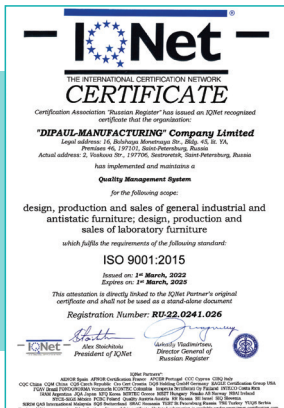 IQNet
®
THE INTERNATIONAL CERTIFICATION NETWORK
CERTIFICATE
Certification Association "Russian Register" has issued an IQNet recognized
certificate that the organization:
"DIPAUL-MANUFACTURING" Company Limited
Legal address: 16, Bolshaya Monetnaya Str., Bldg. 45, lit. YA,
Premises 46, 197101, Saint-Petersburg, Russia
Actual address: 2, Voskova Str., 197706, Sestroretsk, Saint-Petersburg, Russia
has implemented and maintains a
Quality Management System
for the following scope:
design, production and sales of general industrial and
antistatic furniture; design, production and
sales of laboratory furniture
which fulfils the requirements of the following standard:
ISO 9001:2015
Issued on: 1st March, 2022
Expires on: 1st March, 2025
This attestation is directly linked to the IQNet Partner's original
certificate and shall not be used as a stand-alone document
Registration Number: RU-22.0241.026
IQNet
Alex Stoichitoiu
President of IQNet
Arkadiy Vladimirtsev,
Director General of
Russian Register
IQNet Partners*: